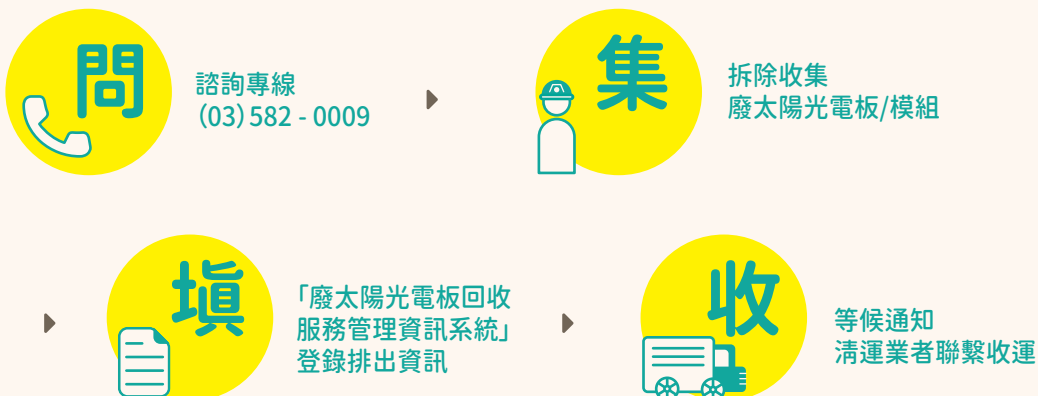 問
諮詢專線
(03)582 - 0009
集
拆除收集
廢太陽光電板/模組
填
「廢太陽光電板回收
服務管理資訊系統」
登錄排出資訊
收
等候通知
清運業者聯繫收運